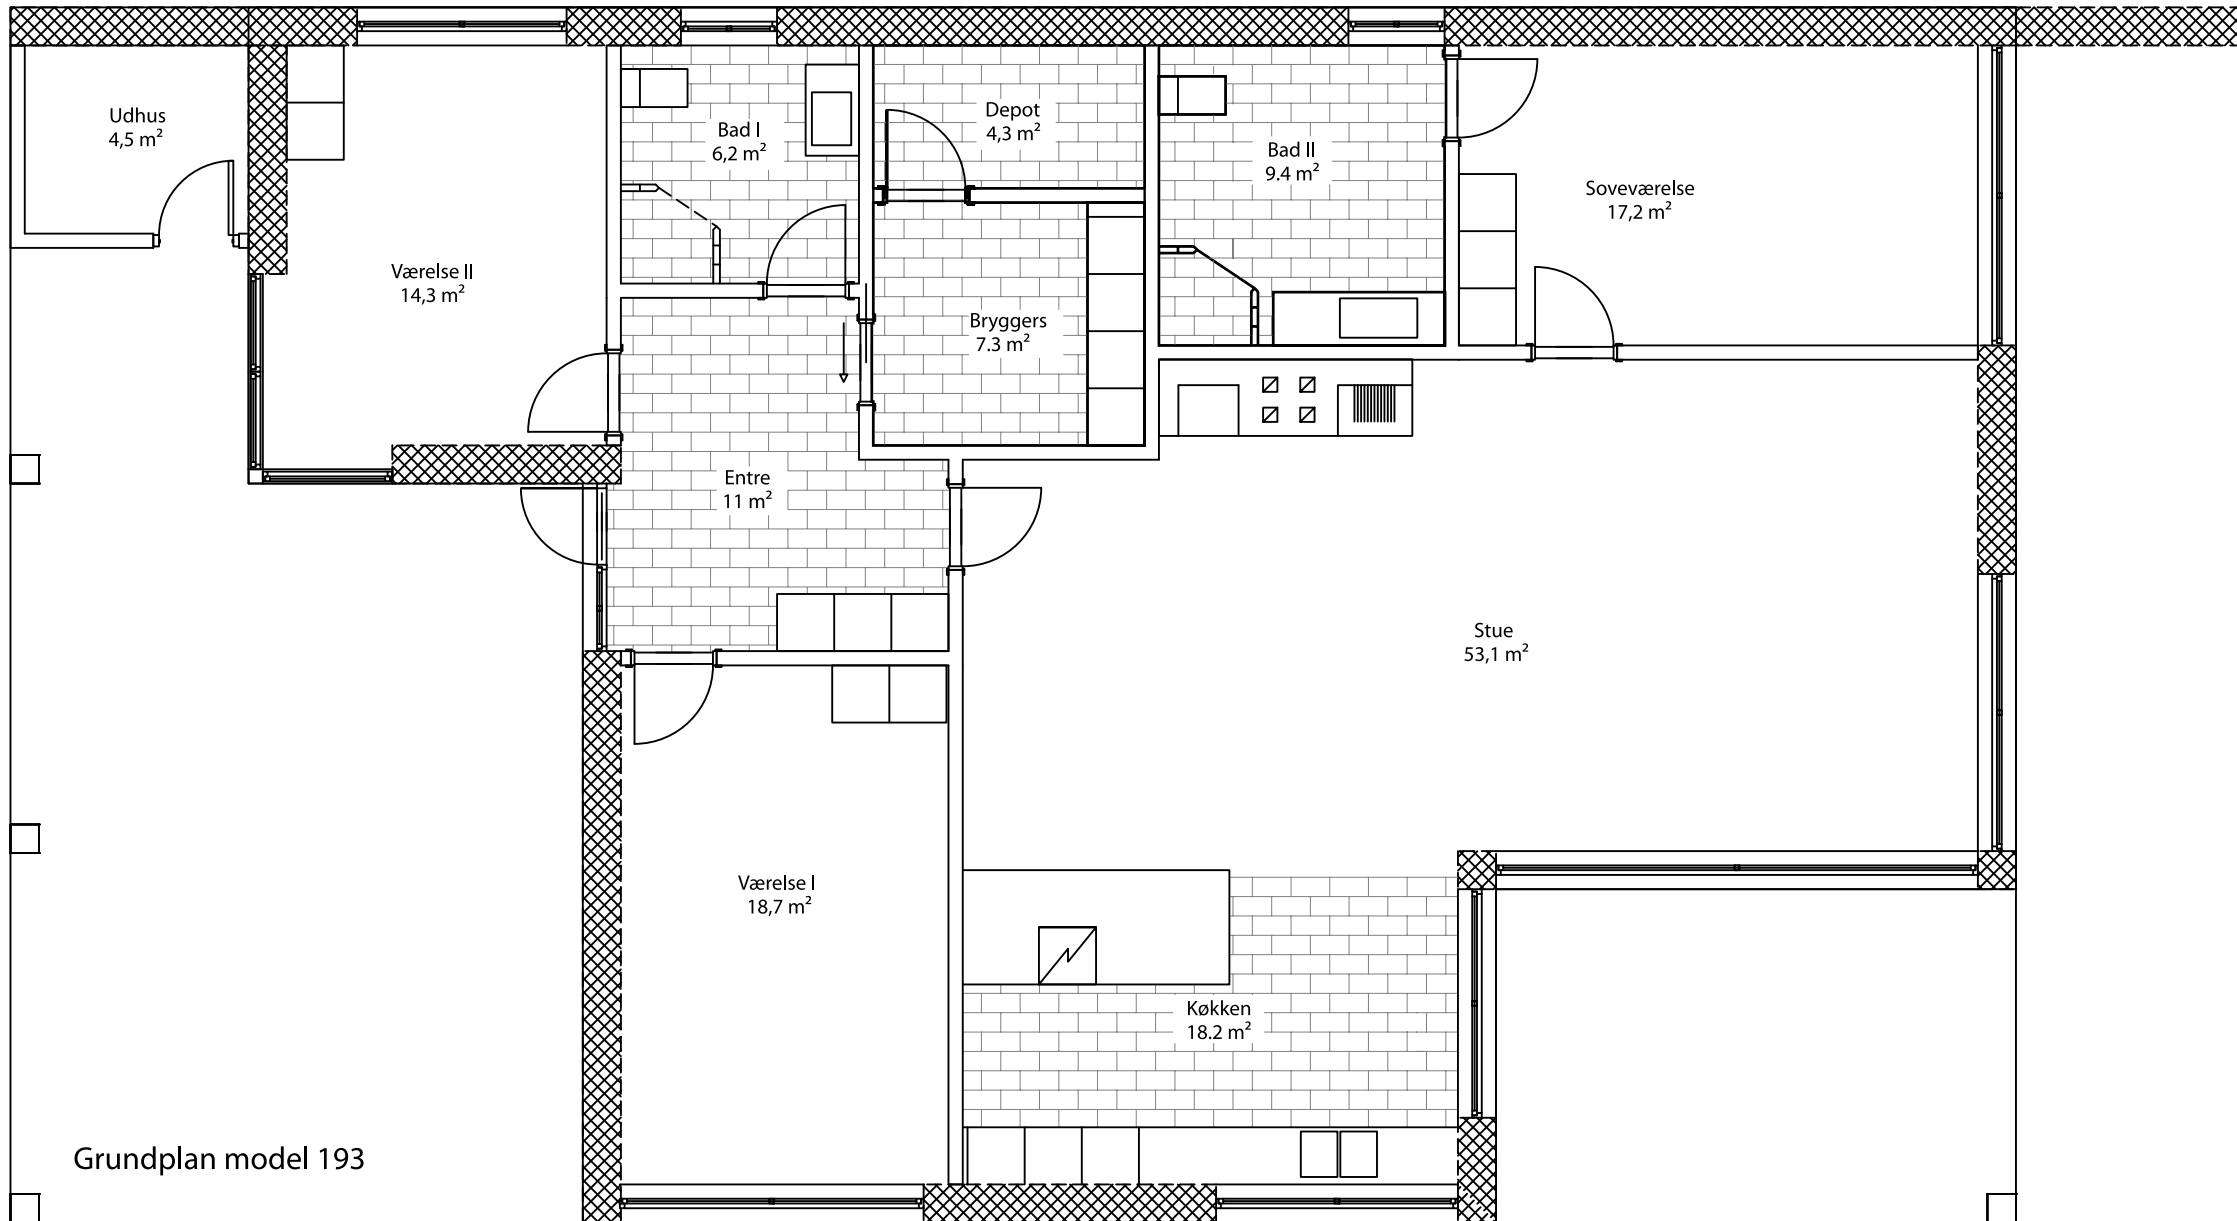 Udhus
4,5 m²
Værelse II
14,3 m²
Bad I
6,2 m²
Depot
4,3 m²
Bad II
9.4 m²
Soveværelse
17,2 m²
Bryggers
7.3 m²
Entre
11 m²
Stue
53,1 m²
Værelse I
18,7 m²
Køkken
18.2 m²
Grundplan model 193